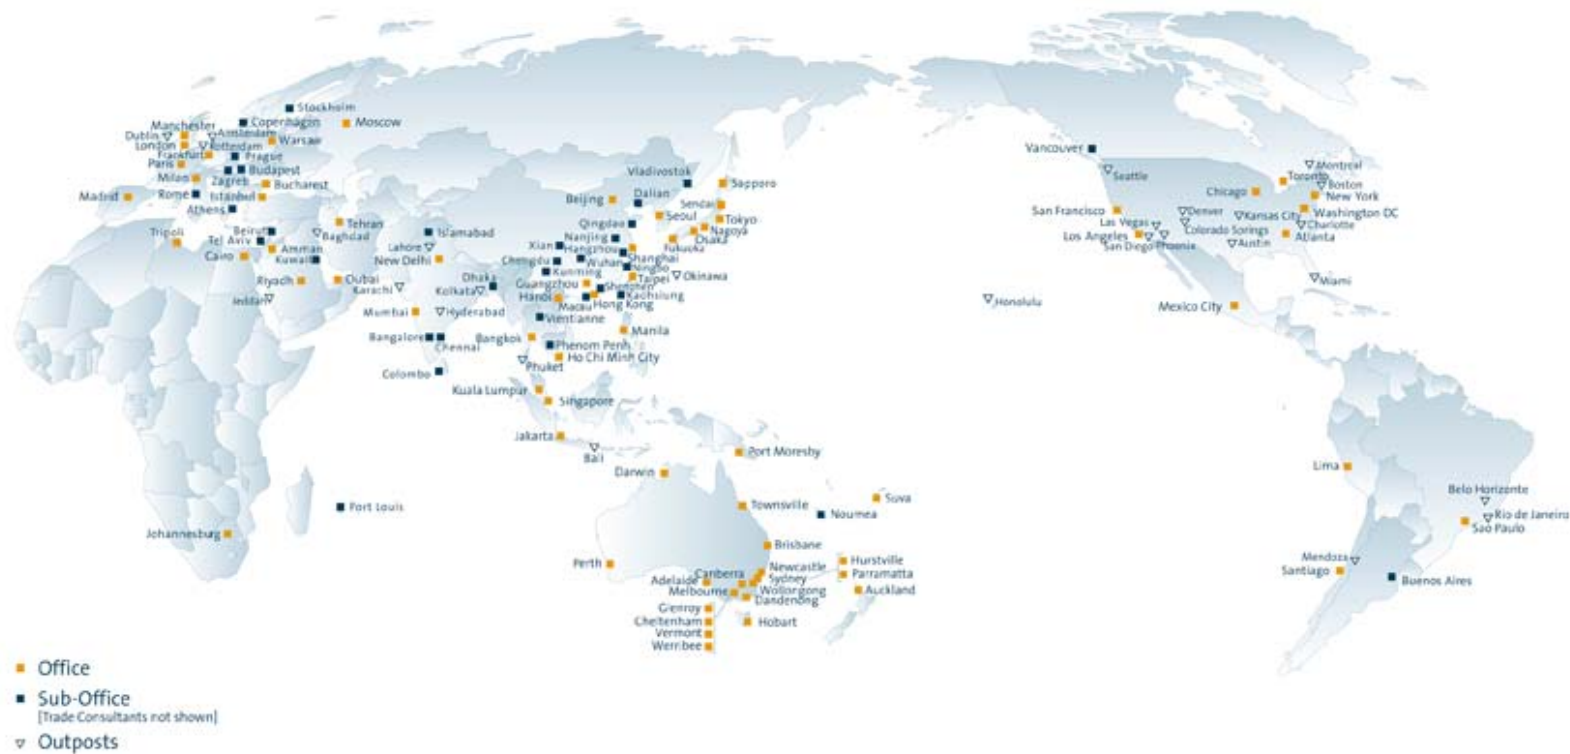 Stockholm
Copenhagen
Moscow
Manchester
Dublin
Amsterdam
London
Rotterdam
Warsaw
Frankfurt
Prague
Paris
Budapest
Milan
Zagreb
Bucharest
Madrid
Rome
Istanbul
Athens
Tripoli
Beirut
Tehran
Baghdad
Tel Aviv
Amman
Cairo
Kuwait
Riyadh
Dubai
Jeddah
Islamabad
Lahore
New Delhi
Karachi
Dhaka
Kolkata
Mumbai
Hyderabad
Bangalore
Chennai
Colombo
Vladivostok
Sapporo
Beijing
Dalian
Sendai
Seoul
Tokyo
Qingdao
Nagoya
Nanjing
Osaka
Xian
Hangzhou
Fukuoka
Shanghai
Chengdu
Wuhan
Ningbo
Kunming
Taipei
Okinawa
Guangzhou
Shenzhen
Hanoi
Kaohsiung
Macau
Hong Kong
Vientianne
Manila
Bangkok
Phenom Penh
Ho Chi Minh City
Phuket
Kuala Lumpur
Singapore
Jakarta
Bali
Port Moresby
Darwin
Port Louis
Johannesburg
Townsville
Suva
Noumea
Brisbane
Perth
Newcastle
Hurstville
Canberra
Sydney
Parramatta
Adelaide
Wollongong
Auckland
Melbourne
Dandenong
Glenroy
Cheltenham
Hobart
Vermont
Werribee
Vancouver
Seattle
Montreal
Toronto
Boston
Chicago
New York
San Francisco
Denver
Kansas City
Washington DC
Las Vegas
Colorado Springs
Charlotte
Los Angeles
Atlanta
San Diego
Phoenix
Austin
Miami
Honolulu
Mexico City
Lima
Belo Horizonte
Rio de Janeiro
Sao Paulo
Mendoza
Santiago
Buenos Aires
Office
Sub-Office
[Trade Consultants not shown]
Outposts